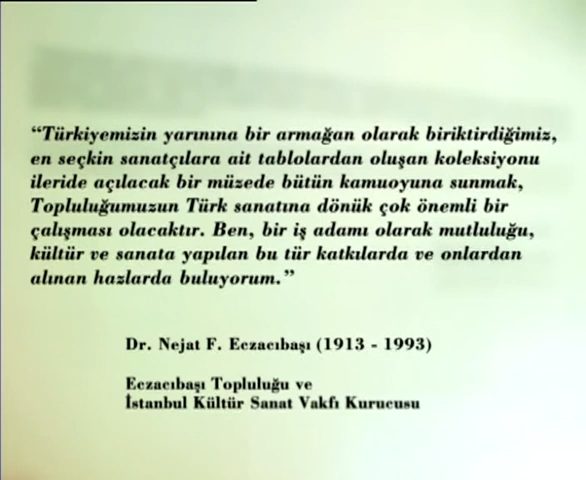 “Türkiyemizin yarınına bir armağan olarak biriktirdiğimiz,
en seçkin sanatçılara ait tablolardan oluşan koleksiyonu
ileride açılacak bir müzede bütün kamuoyuna sunmak,
Topluluğumuzun Türk sanatına dönük çok önemli bir
çalışması olacaktır. Ben, bir iş adamı olarak mutluluğu,
kültür ve sanata yapılan bu tür katkılarda ve onlardan
alınan hazlarda buluyorum.”
Dr. Nejat F. Eczacıbaşı (1913 - 1993)
Eczacıbaşı Topluluğu ve
İstanbul Kültür Sanat Vakfı Kurucusu